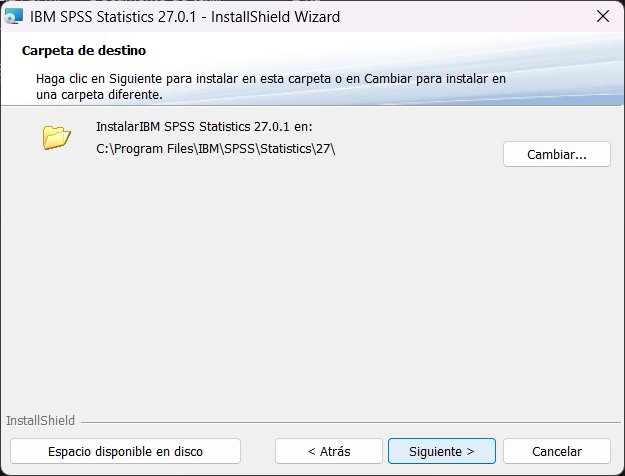 IBM SPSS Statistics 27.0.1 - InstallShield Wizard
Carpeta de destino
Haga clic en Siguiente para instalar en esta carpeta o en Cambiar para instalar en
una carpeta diferente.
InstalarIBM SPSS Statistics 27.0.1 en:
C:\Program Files\IBM\SPSS\Statistics\27\
Cambiar...
InstallShield
Espacio disponible en disco
< Atrás
Siguiente >
Cancelar